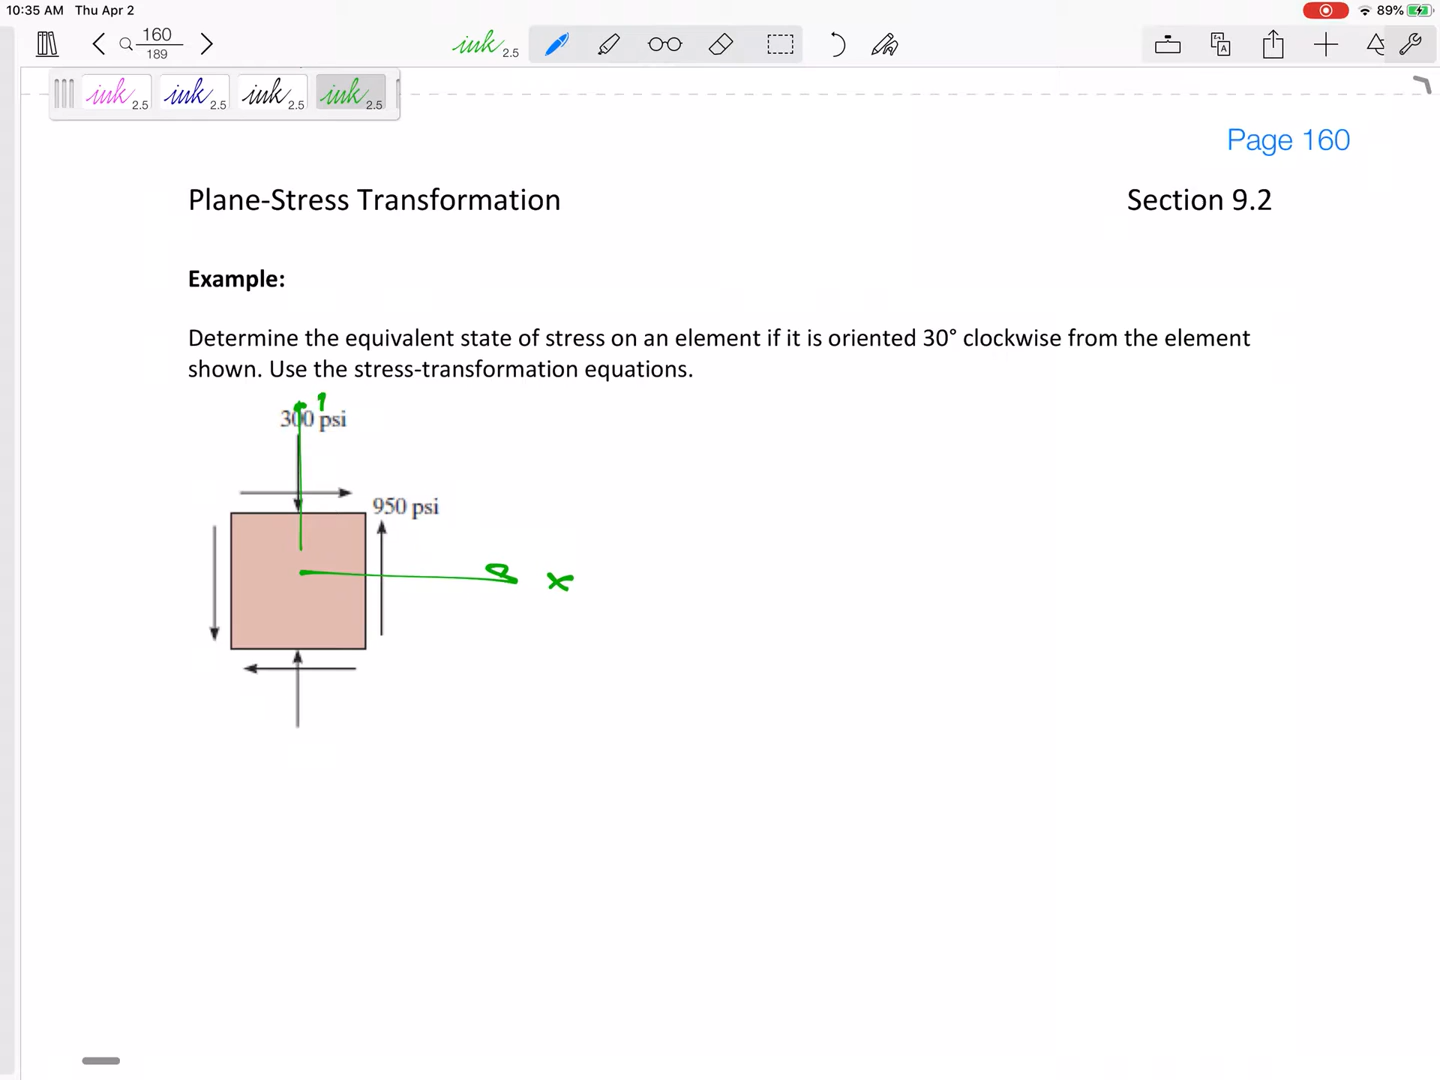 10:35 AM Thu Apr 2
89%
160
189
ink 2.5
ink 2.5
ink 2.5
ink 2.5
ink 2.5
Page 160
Plane-Stress Transformation
Section 9.2
Example:
Determine the equivalent state of stress on an element if it is oriented 30° clockwise from the element
shown. Use the stress-transformation equations.
300 psi
950 psi
x